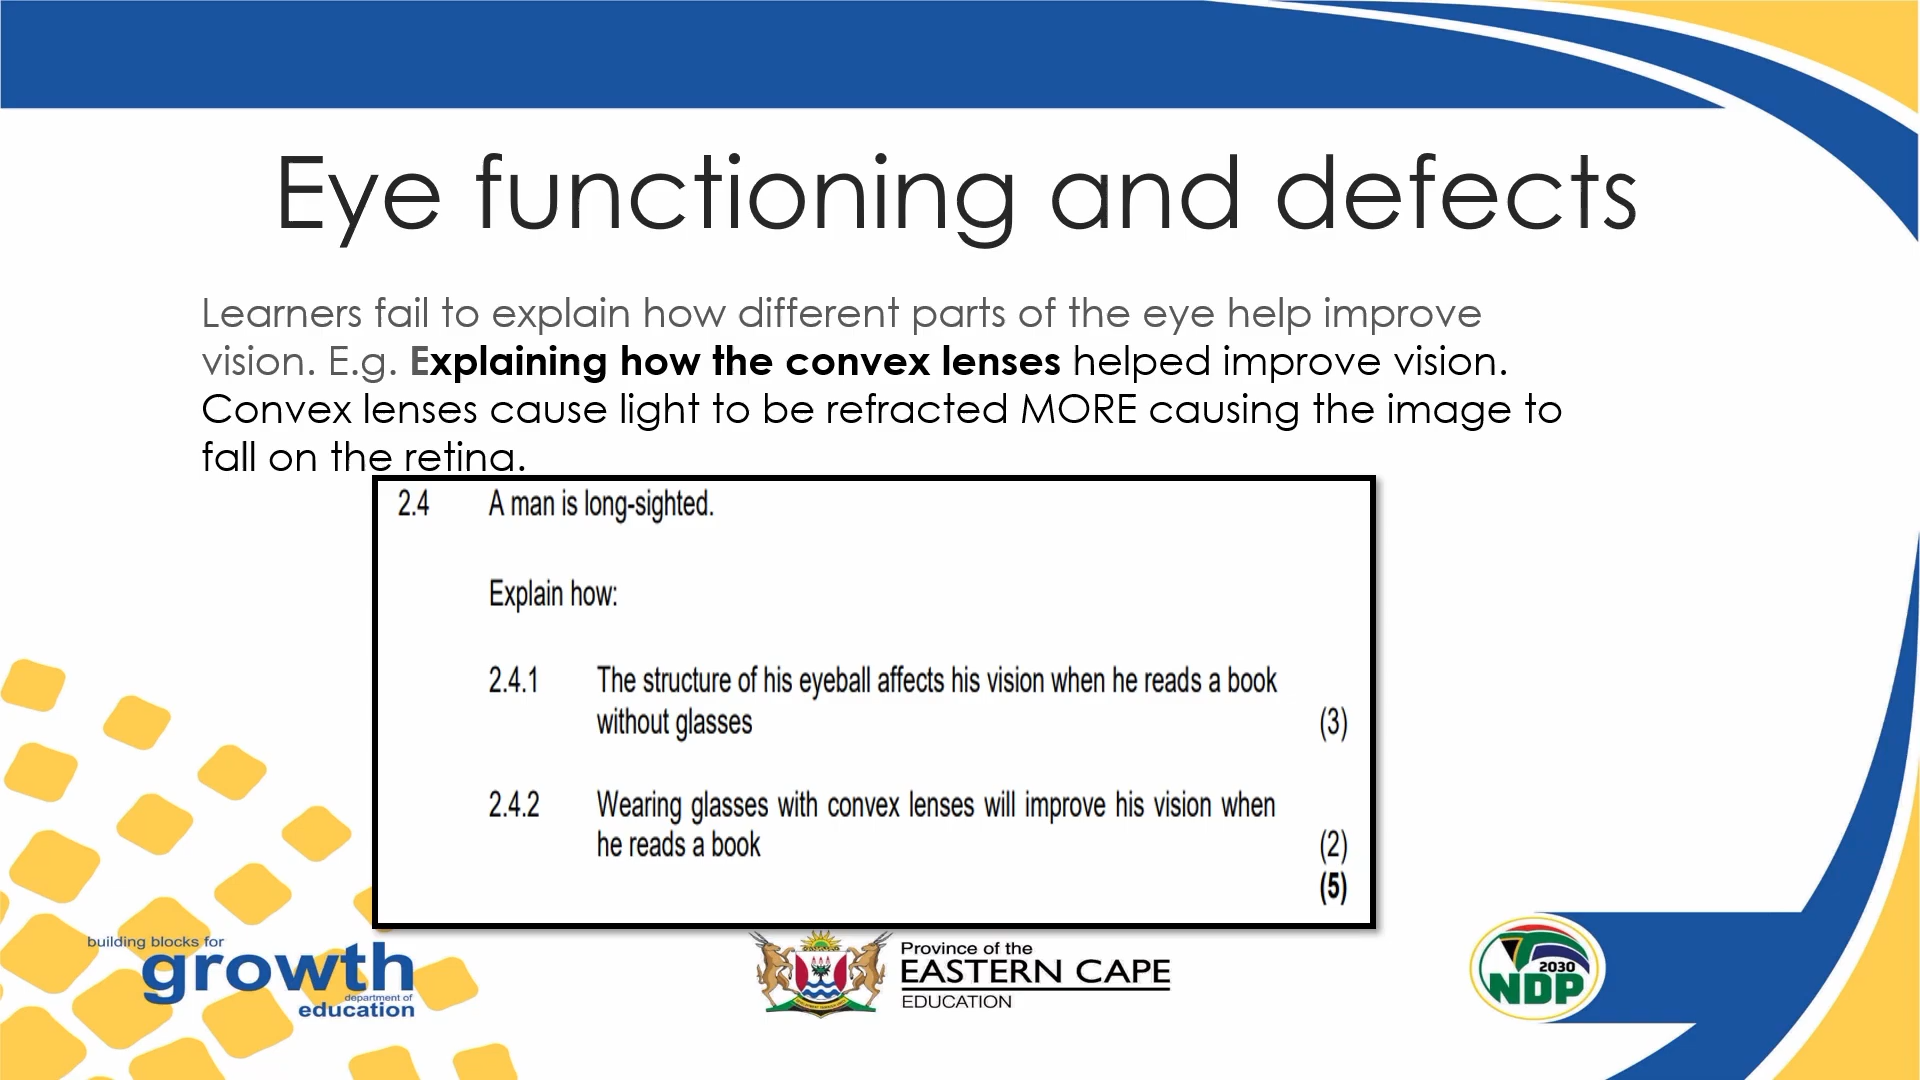 Eye functioning and defects
Learners fail to explain how different parts of the eye help improve
vision. E.g. Explaining how the convex lenses helped improve vision.
Convex lenses cause light to be refracted MORE causing the image to
fall on the retina.
2.4 A man is long-sighted.
Explain how:
2.4.1 The structure of his eyeball affects his vision when he reads a book
without glasses (3)
2.4.2 Wearing glasses with convex lenses will improve his vision when
he reads a book (2)
(5)
building blocks for
growth
department of
education
Province of the
EASTERN CAPE
EDUCATION
2030
NDP